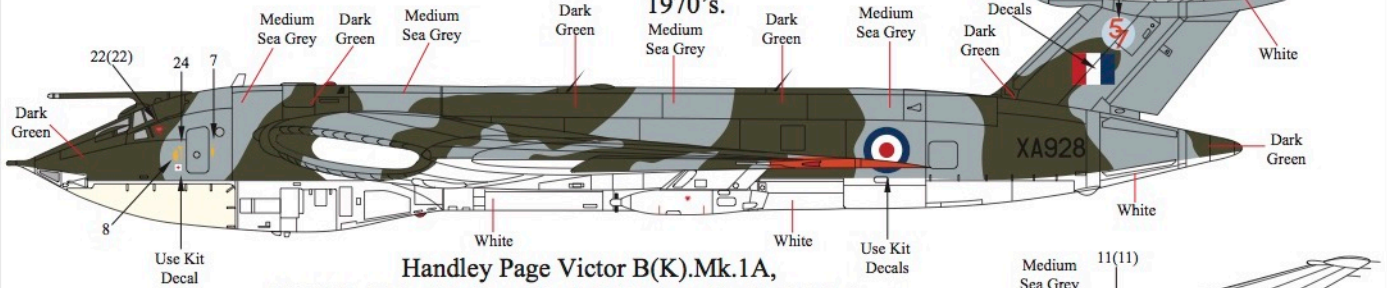 1970's.
Decals
Medium
Sea Grey
Dark
Green
Medium
Sea Grey
Dark
Green
Medium
Sea Grey
Dark
Green
Medium
Sea Grey
Dark
Green
57
White
22(22)
24
7
Dark
Green
XA928
Dark
Green
8
Use Kit
Decal
White
White
Use Kit
Decals
White
Handley Page Victor B(K).Mk.1A,
Medium
Sea Grey
11(11)